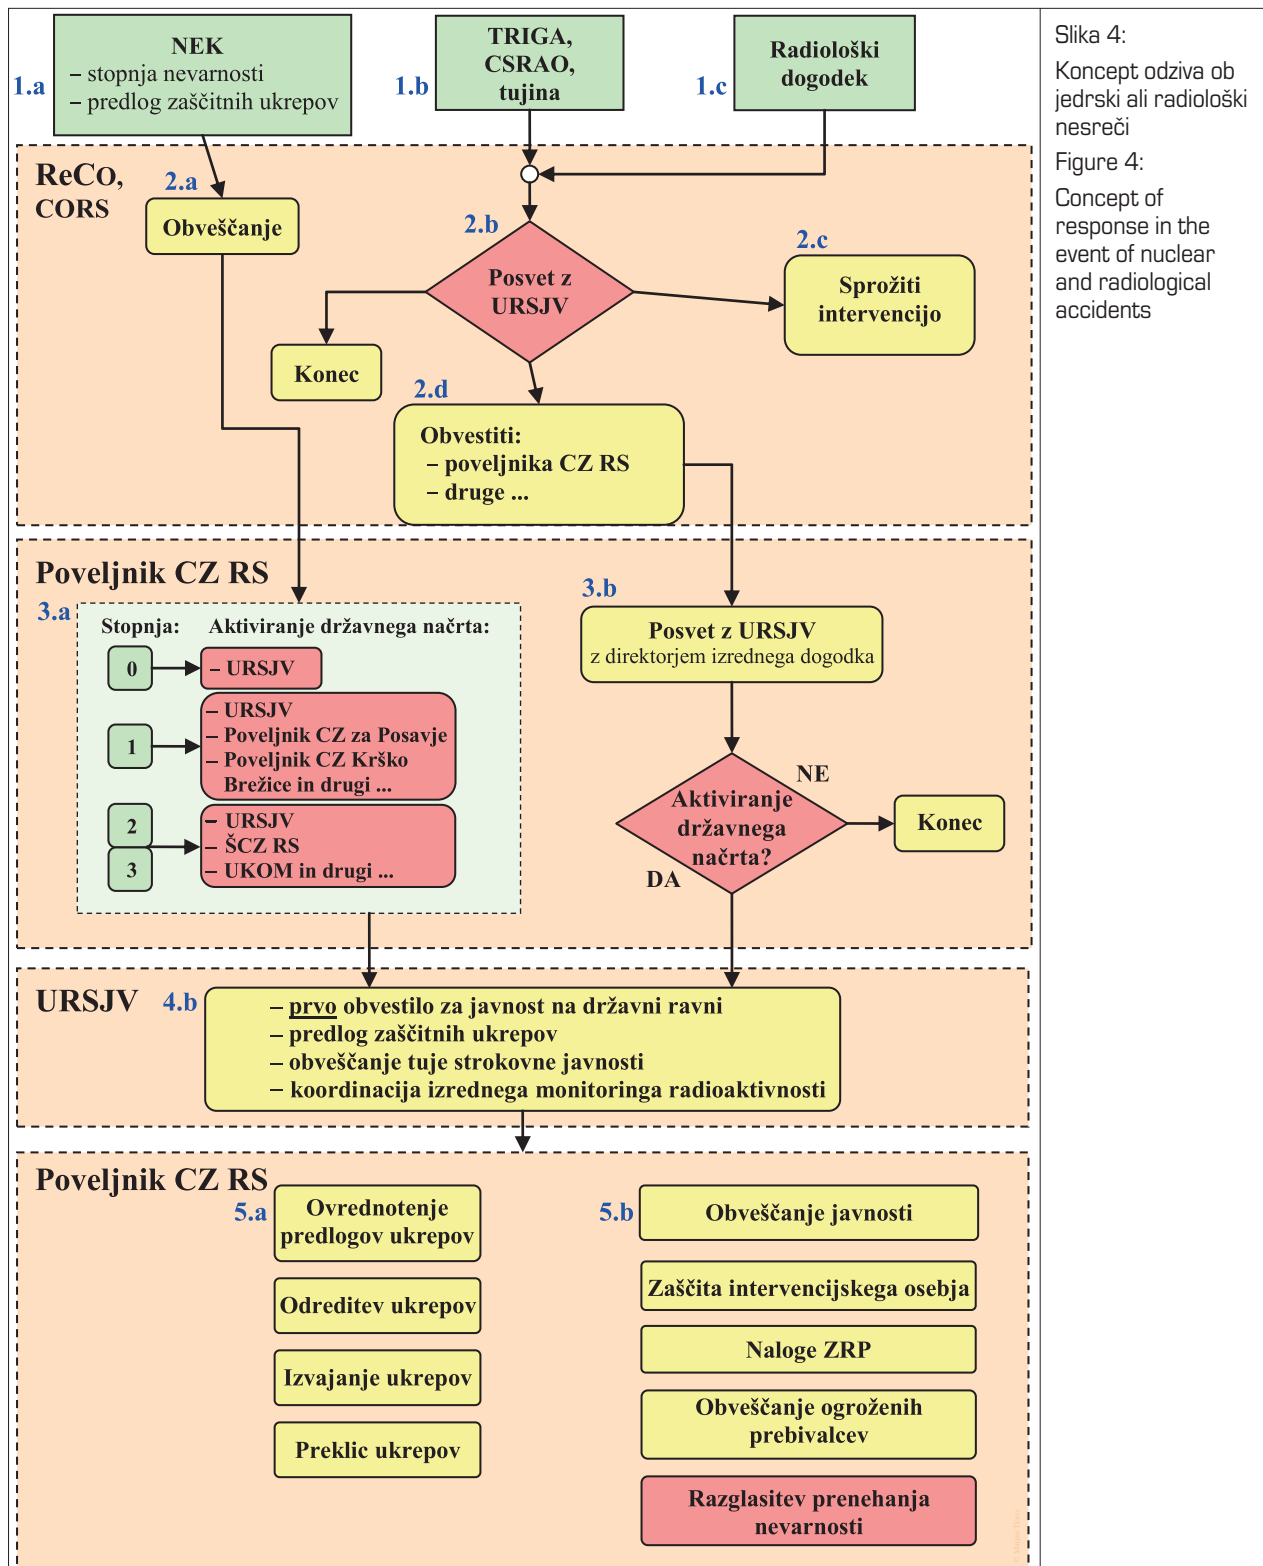 NEK
– stopnja nevarnosti
– predlog zaščitnih ukrepov
1.a
TRIGA,
CSRAO,
tujina
1.b
Radiološki
dogodek
1.c
Slika 4:
Koncept odziva ob
jedrski ali radiološki
nesreči
Figure 4:
Concept of
response in the
event of nuclear
and radiological
accidents
ReCO,
CORS
2.a
Obveščanje
2.b
Posvet z
URSJV
2.c
Sprožiti
intervencijo
Konec
2.d
Obvestiti:
– poveljnika CZ RS
– druge ...
Poveljnik CZ RS
3.a
Stopnja: Aktiviranje državnega načrta:
0
– URSJV
1
– URSJV
– Poveljnik CZ za Posavje
– Poveljnik CZ Krško
Brežice in drugi ...
2
3
– URSJV
– ŠCZ RS
– UKOM in drugi ...
3.b
Posvet z URSJV
z direktorjem izrednega dogodka
Aktiviranje
državnega
načrta?
NE
DA
Konec
URSJV
4.b
– prvo obvestilo za javnost na državni ravni
– predlog zaščitnih ukrepov
– obveščanje tuje strokovne javnosti
– koordinacija izrednega monitoringa radioaktivnosti
Poveljnik CZ RS
5.a
Ovrednotenje
predlogov ukrepov
Odreditev ukrepov
Izvajanje ukrepov
Preklic ukrepov
5.b
Obveščanje javnosti
Zaščita intervencijskega osebja
Naloge ZRP
Obveščanje ogroženih
prebivalcev
Razglasitev prenehanja
nevarnosti